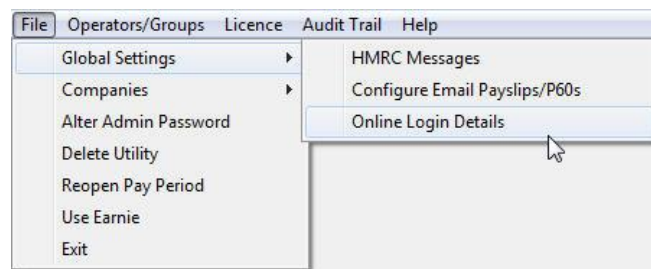 File Operators/Groups Licence Audit Trail Help
Global Settings
Companies
Alter Admin Password
Delete Utility
Reopen Pay Period
Use Earnie
Exit
HMRC Messages
Configure Email Payslips/P60s
Online Login Details